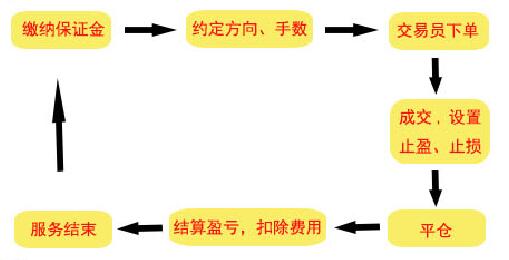 缴纳保证金
约定方向、手数
交易员下单
成交，设置
止盈、止损
平仓
结算盈亏，扣除费用
服务结束